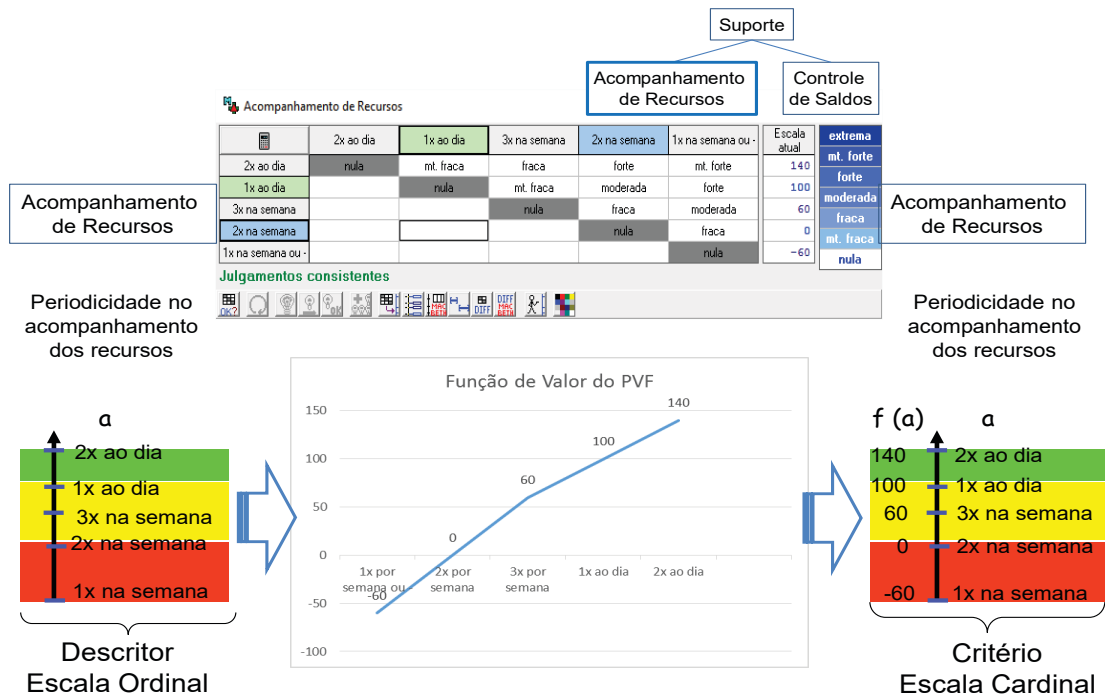 Suporte
Acompanhamento
de Recursos
Controle
de Saldos
Acompanhamento de Recursos
2x ao dia 1x ao dia 3x na semana 2x na semana 1x na semana ou - Escala atual extrema
2x ao dia nula mt. fraca fraca forte mt. forte 140 mt. forte
1x ao dia nula mt. fraca moderada forte 100 forte
3x na semana nula fraca moderada 60 moderada
2x na semana nula fraca 0 fraca
1x na semana ou - nula -60 mt. fraca
nula
Julgamentos consistentes
Acompanhamento
de Recursos
Acompanhamento
de Recursos
OK? OK MAC BETH DIFF DIFF MAC BETH
Periodicidade no
acompanhamento
dos recursos
Periodicidade no
acompanhamento
dos recursos
a
2x ao dia
1x ao dia
3x na semana
2x na semana
1x na semana
Descritor
Escala Ordinal
Função de Valor do PVF
150
100
50
0
-50
-100
140
100
60
0
-60
1x por
semana ou -
2x por
semana
3x por
semana
1x ao dia
2x ao dia
f (a) a
140 2x ao dia
100 1x ao dia
60 3x na semana
0 2x na semana
-60 1x na semana
Critério
Escala Cardinal